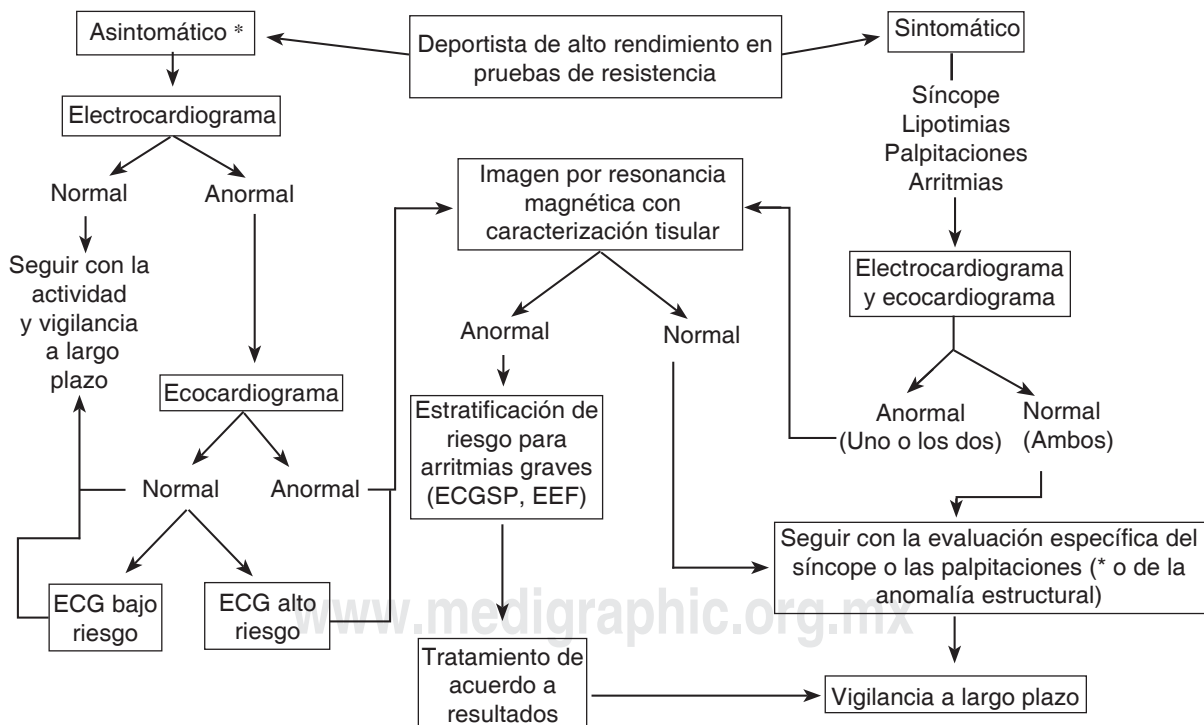 Asintomático *
Deportista de alto rendimiento en
pruebas de resistencia
Sintomático
Electrocardiograma
Síncope
Lipotimias
Palpitaciones
Arritmias
Normal
Anormal
Imagen por resonancia
magnética con
caracterización tisular
Seguir con la
actividad
y vigilancia
a largo
plazo
Electrocardiograma
y ecocardiograma
Anormal
Normal
Ecocardiograma
Anormal
(Uno o los dos)
Normal
(Ambos)
Estratificación de
riesgo para
arritmias graves
(ECGSP, EEF)
Normal
Anormal
Seguir con la evaluación específica del
síncope o las palpitaciones (* o de la
anomalía estructural)
ECG bajo
riesgo
ECG alto
riesgo
www.medigraphic.org.mx
Tratamiento de
acuerdo a
resultados
Vigilancia a largo plazo